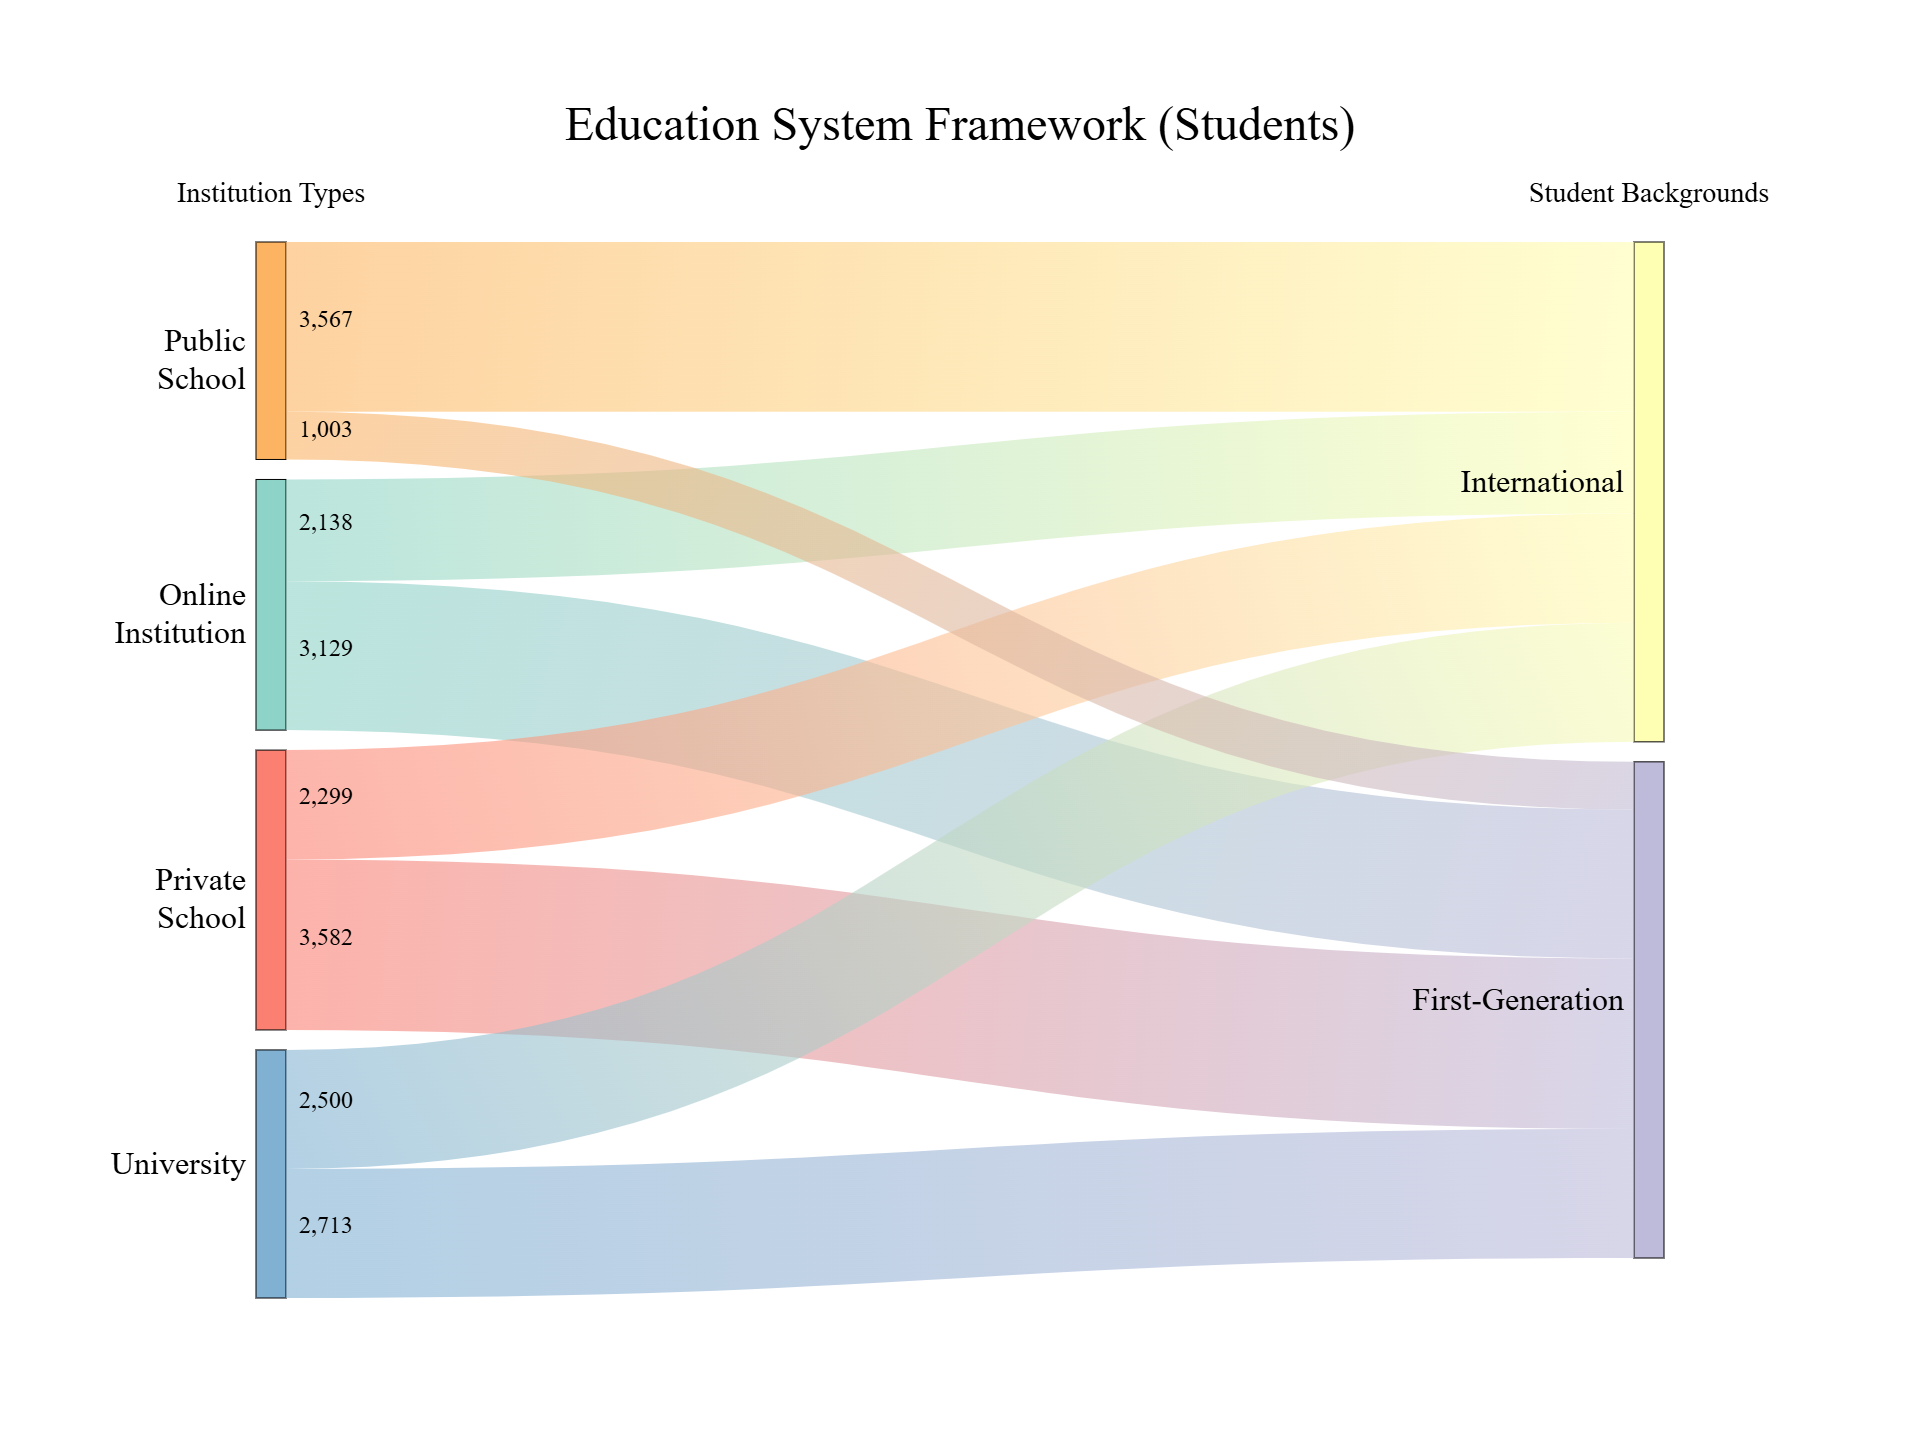 Education System Framework (Students)
Institution Types
Student Backgrounds
Public
School
3,567
1,003
Online
Institution
2,138
3,129
Private
School
2,299
3,582
University
2,500
2,713
International
First-Generation